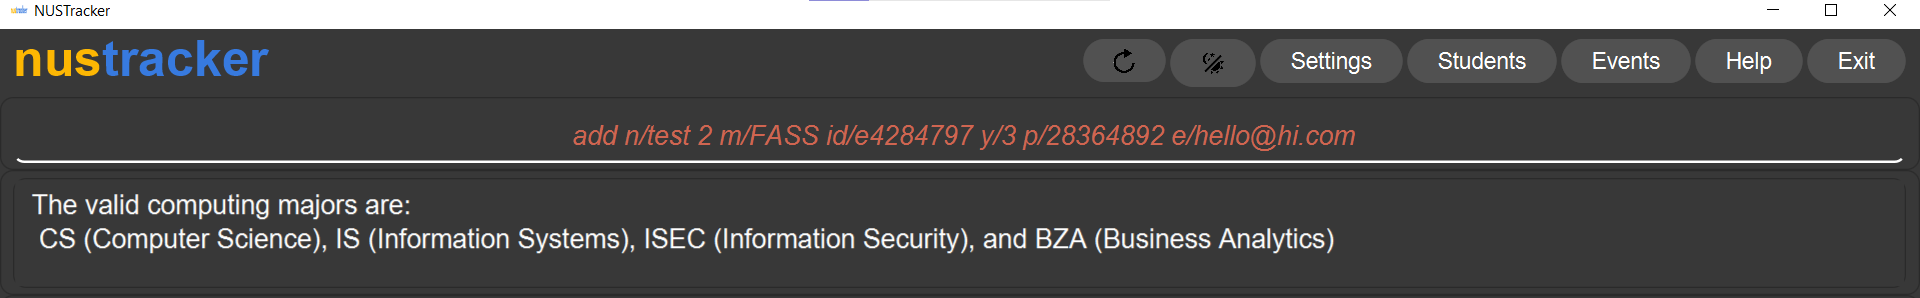 NUSTracker
nustracker
Settings
Students
Events
Help
Exit
add n/test 2 m/FASS id/e4284797 y/3 p/28364892 e/hello@hi.com
The valid computing majors are:
CS (Computer Science), IS (Information Systems), ISEC (Information Security), and BZA (Business Analytics)